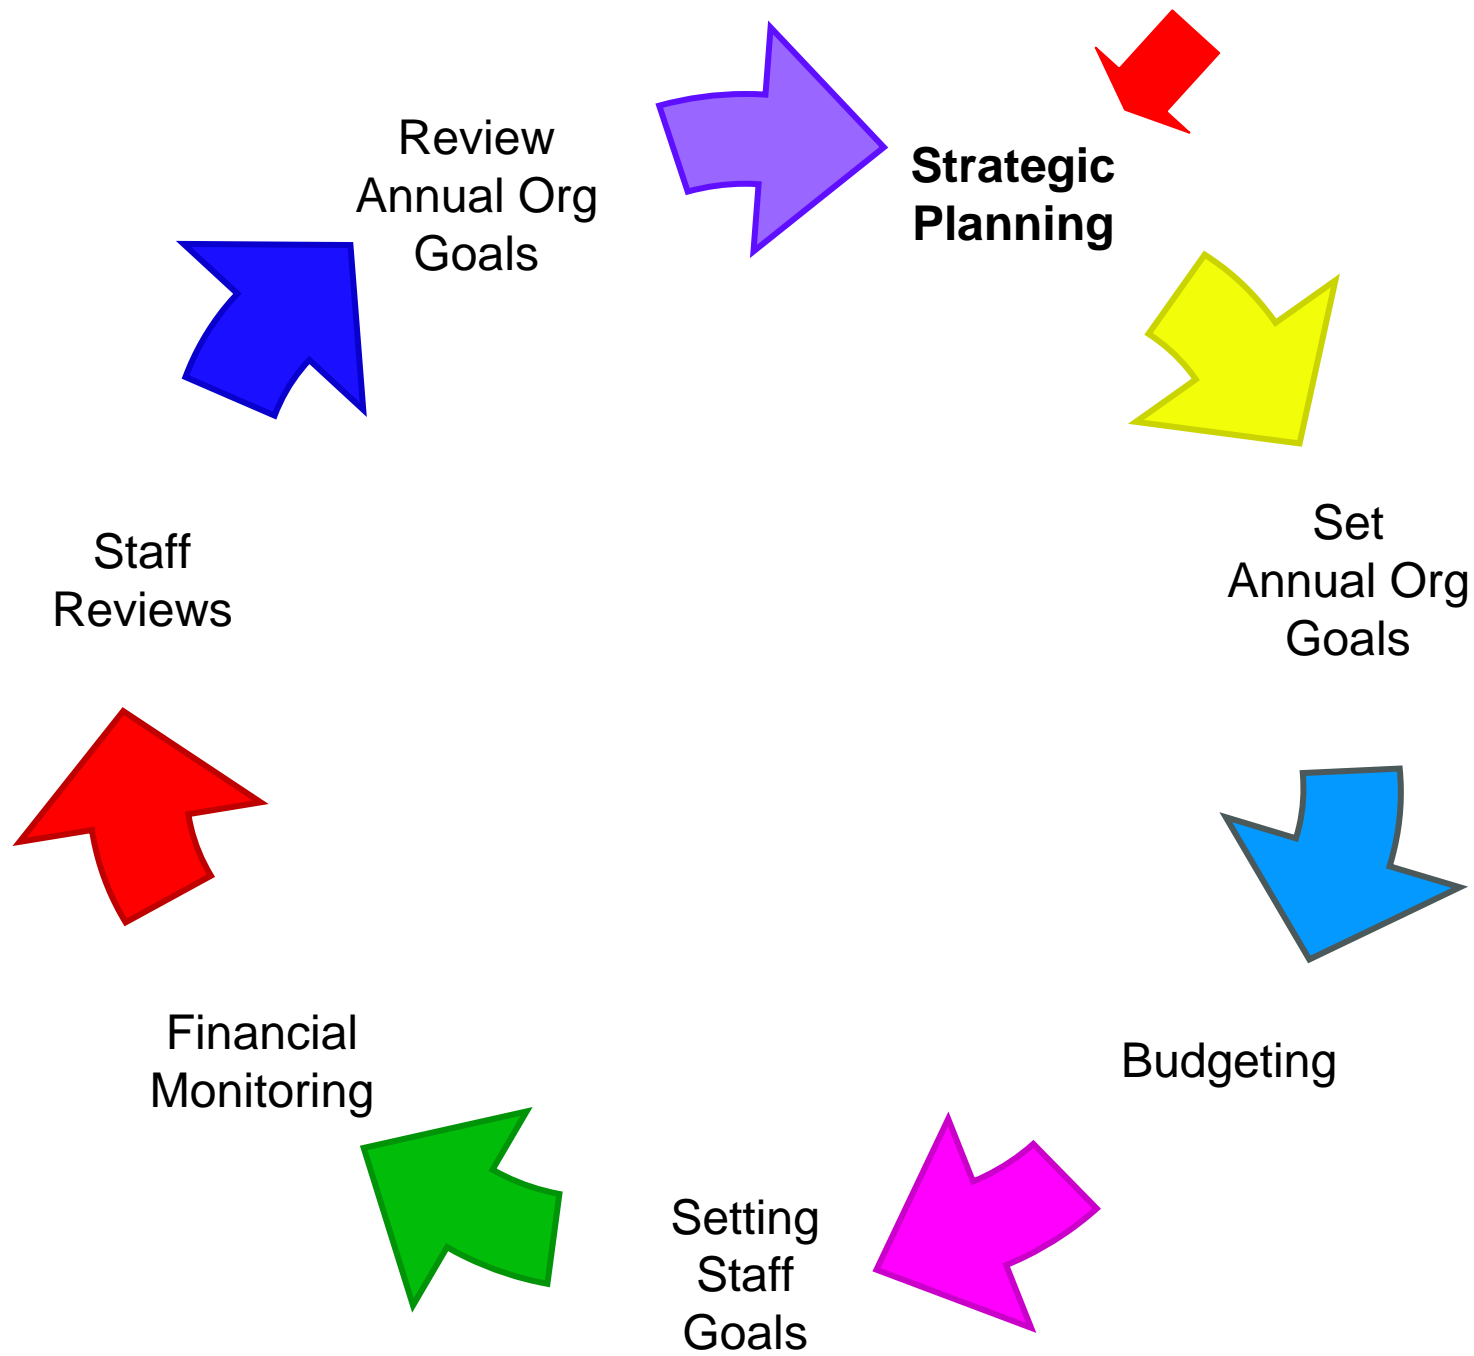 Review
Annual Org
Goals
Strategic
Planning
Set
Annual Org
Goals
Budgeting
Setting
Staff
Goals
Financial
Monitoring
Staff
Reviews